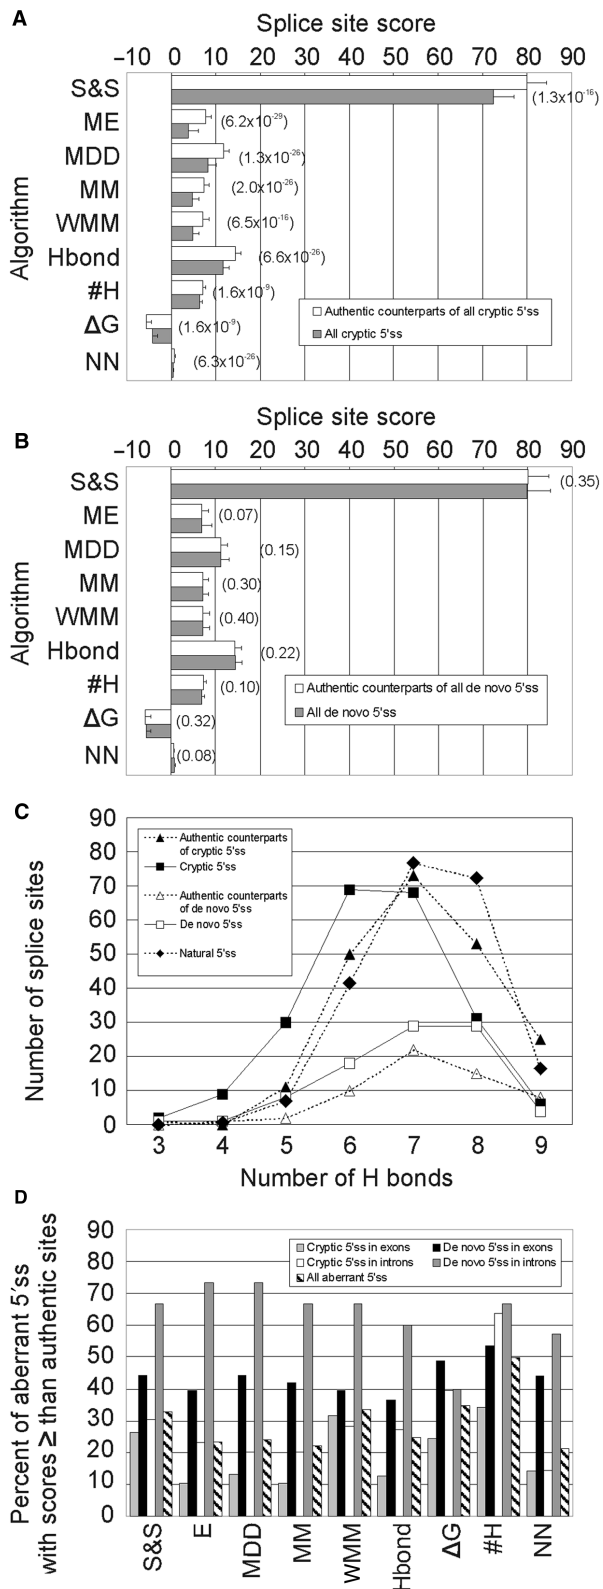 A
Splice site score
–10 0 10 20 30 40 50 60 70 80 90
Algorithm
S&S
(1.3x10-16)
ME
(6.2x10-29)
MDD
(1.3x10-26)
MM
(2.0x10-26)
WMM
(6.5x10-16)
Hbond
(6.6x10-26)
#H
(1.6x10-9)
ΔG
(1.6x10-9)
NN
(6.3x10-26)
Authentic counterparts of all cryptic 5'ss
All cryptic 5'ss
B
Splice site score
–10 0 10 20 30 40 50 60 70 80 90
Algorithm
S&S
(0.35)
ME
(0.07)
MDD
(0.15)
MM
(0.30)
WMM
(0.40)
Hbond
(0.22)
#H
(0.10)
ΔG
(0.32)
NN
(0.08)
Authentic counterparts of all de novo 5'ss
All de novo 5'ss
C
Number of splice sites
90
80
70
60
50
40
30
20
10
0
Authentic counterparts
of cryptic 5'ss
Cryptic 5'ss
Authentic counterparts
of de novo 5'ss
De novo 5'ss
Natural 5'ss
3 4 5 6 7 8 9
Number of H bonds
D
Percent of aberrant 5′ss
with scores ≥ than authentic sites
90
80
70
60
50
40
30
20
10
0
Cryptic 5'ss in exons
De novo 5'ss in exons
Cryptic 5'ss in introns
De novo 5'ss in introns
All aberrant 5'ss
S&S
E
MDD
MM
WMM
Hbond
ΔG
#H
NN